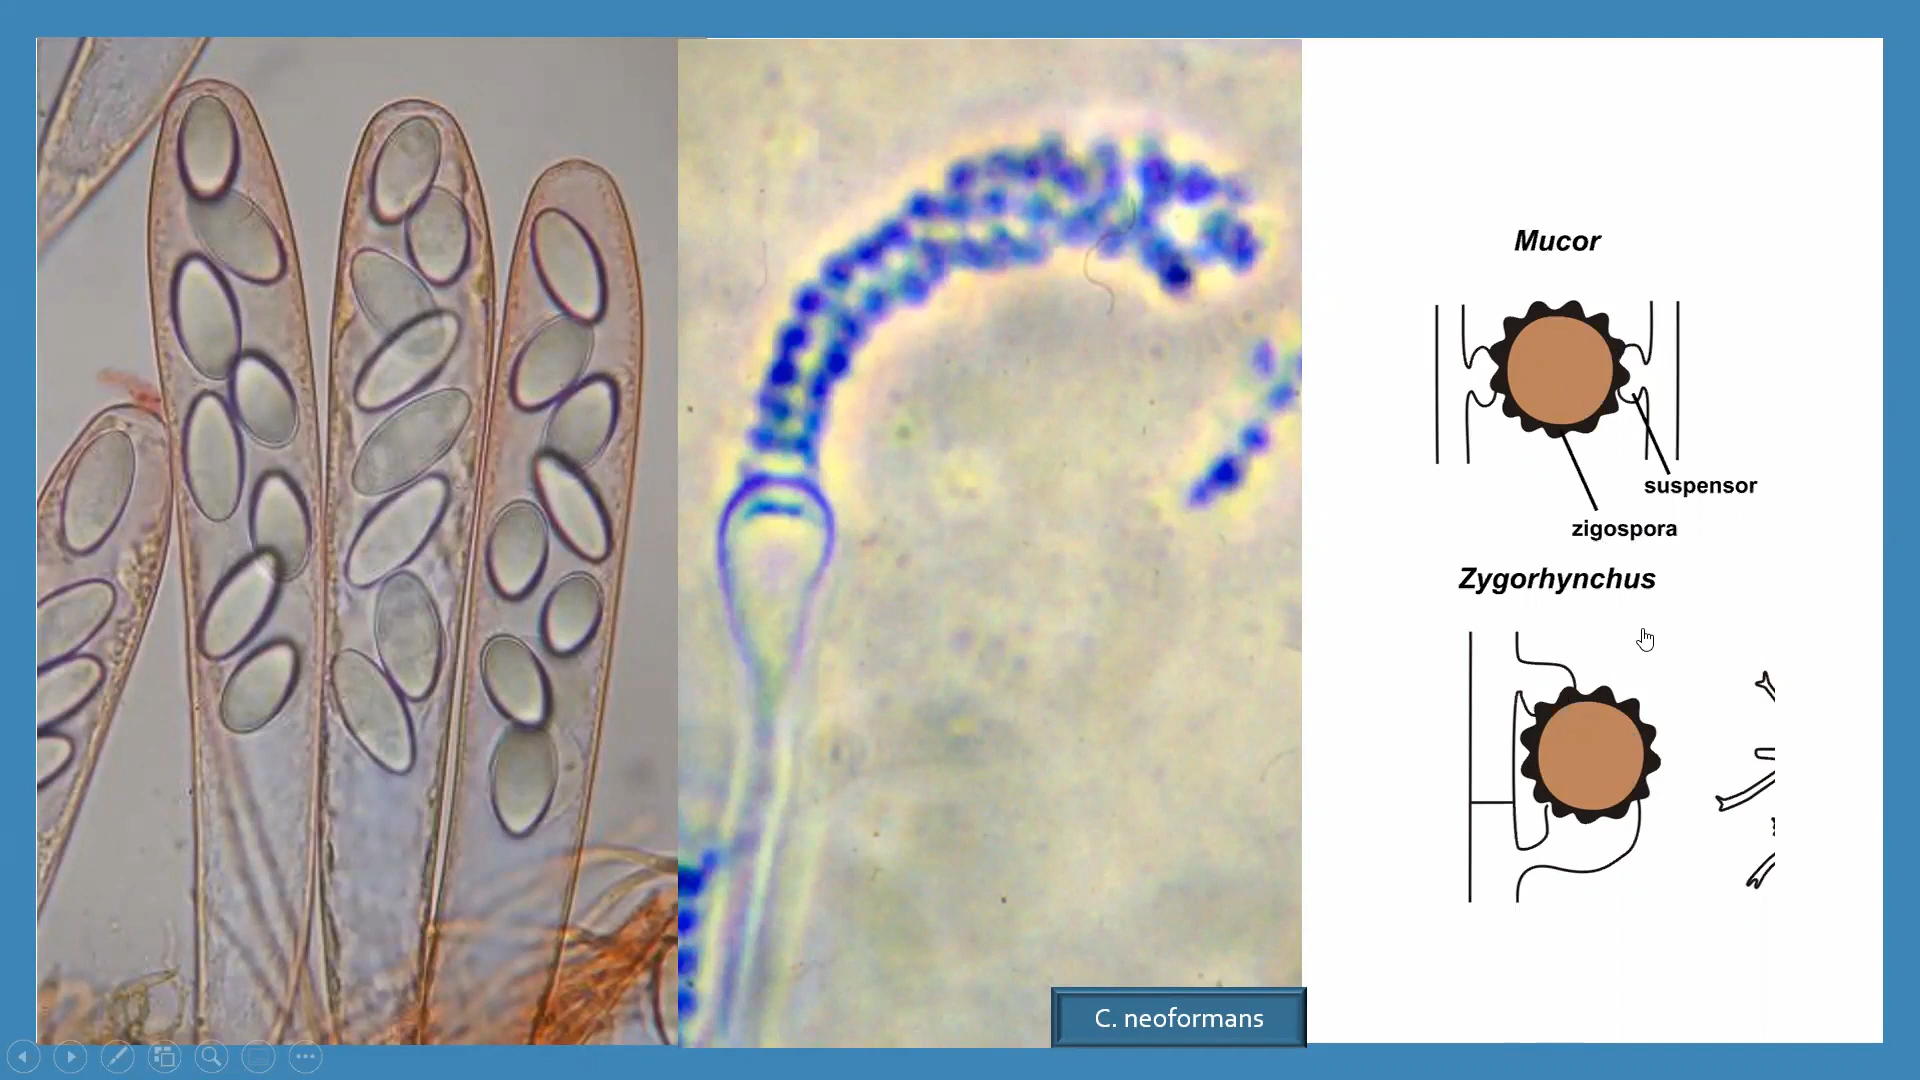 Mucor
suspensor
zigospora
Zygorhynchus
C. neoformans